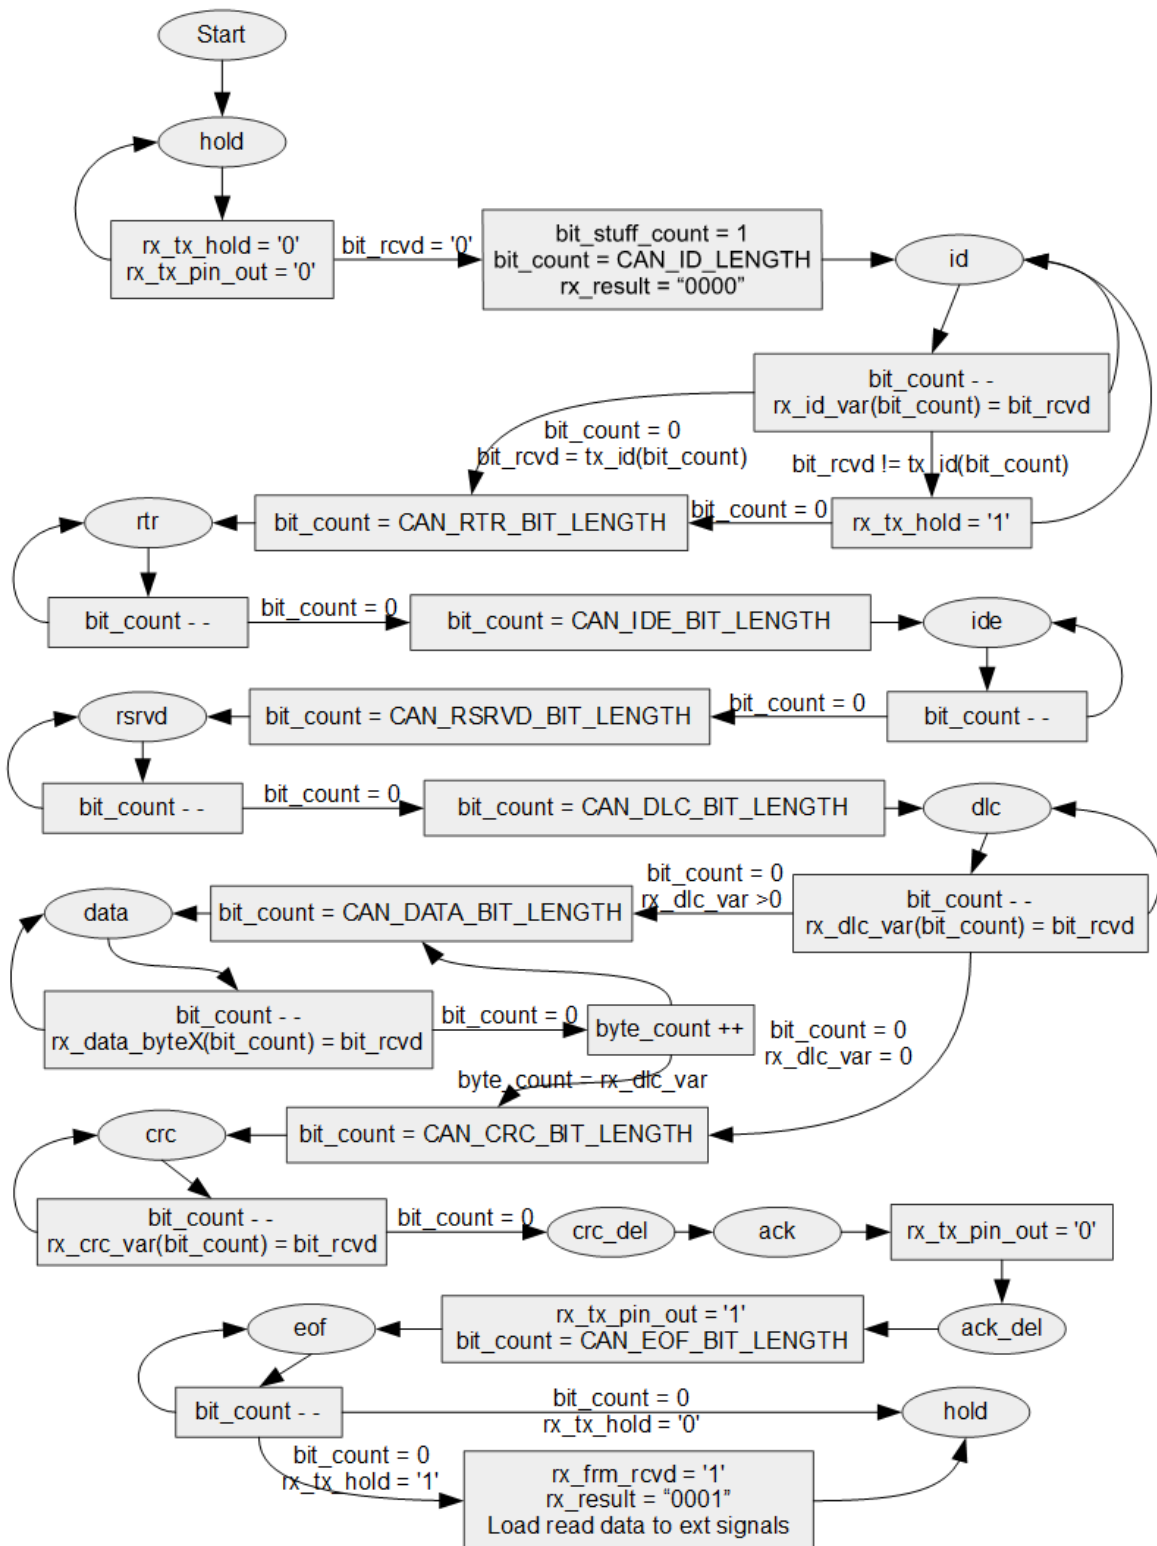 Start
hold
rx_tx_hold = '0'
rx_tx_pin_out = '0'
bit_rcvd = '0'
bit_stuff_count = 1
bit_count = CAN_ID_LENGTH
rx_result = “0000”
id
bit_count - -
rx_id_var(bit_count) = bit_rcvd
bit_count = 0
bit_rcvd = tx_id(bit_count)
bit_rcvd != tx_id(bit_count)
rtr
bit_count = CAN_RTR_BIT_LENGTH
bit_count = 0
rx_tx_hold = '1'
bit_count - -
bit_count = 0
bit_count = CAN_IDE_BIT_LENGTH
ide
rsrvd
bit_count = CAN_RSRVD_BIT_LENGTH
bit_count = 0
bit_count - -
bit_count - -
bit_count = 0
bit_count = CAN_DLC_BIT_LENGTH
dlc
data
bit_count = CAN_DATA_BIT_LENGTH
bit_count = 0
rx_dlc_var >0
bit_count - -
rx_dlc_var(bit_count) = bit_rcvd
bit_count - -
rx_data_byteX(bit_count) = bit_rcvd
bit_count = 0
byte_count ++
bit_count = 0
rx_dlc_var = 0
byte_count = rx_dlc_var
crc
bit_count = CAN_CRC_BIT_LENGTH
bit_count - -
rx_crc_var(bit_count) = bit_rcvd
bit_count = 0
crc_del
ack
rx_tx_pin_out = '0'
eof
rx_tx_pin_out = '1'
bit_count = CAN_EOF_BIT_LENGTH
ack_del
bit_count - -
bit_count = 0
rx_tx_hold = '0'
hold
bit_count = 0
rx_tx_hold = '1'
rx_frm_rcvd = '1'
rx_result = “0001”
Load read data to ext signals